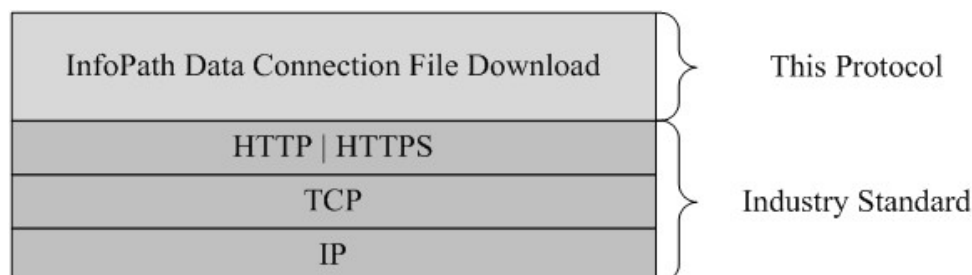 InfoPath Data Connection File Download
This Protocol
HTTP | HTTPS
TCP
Industry Standard
IP